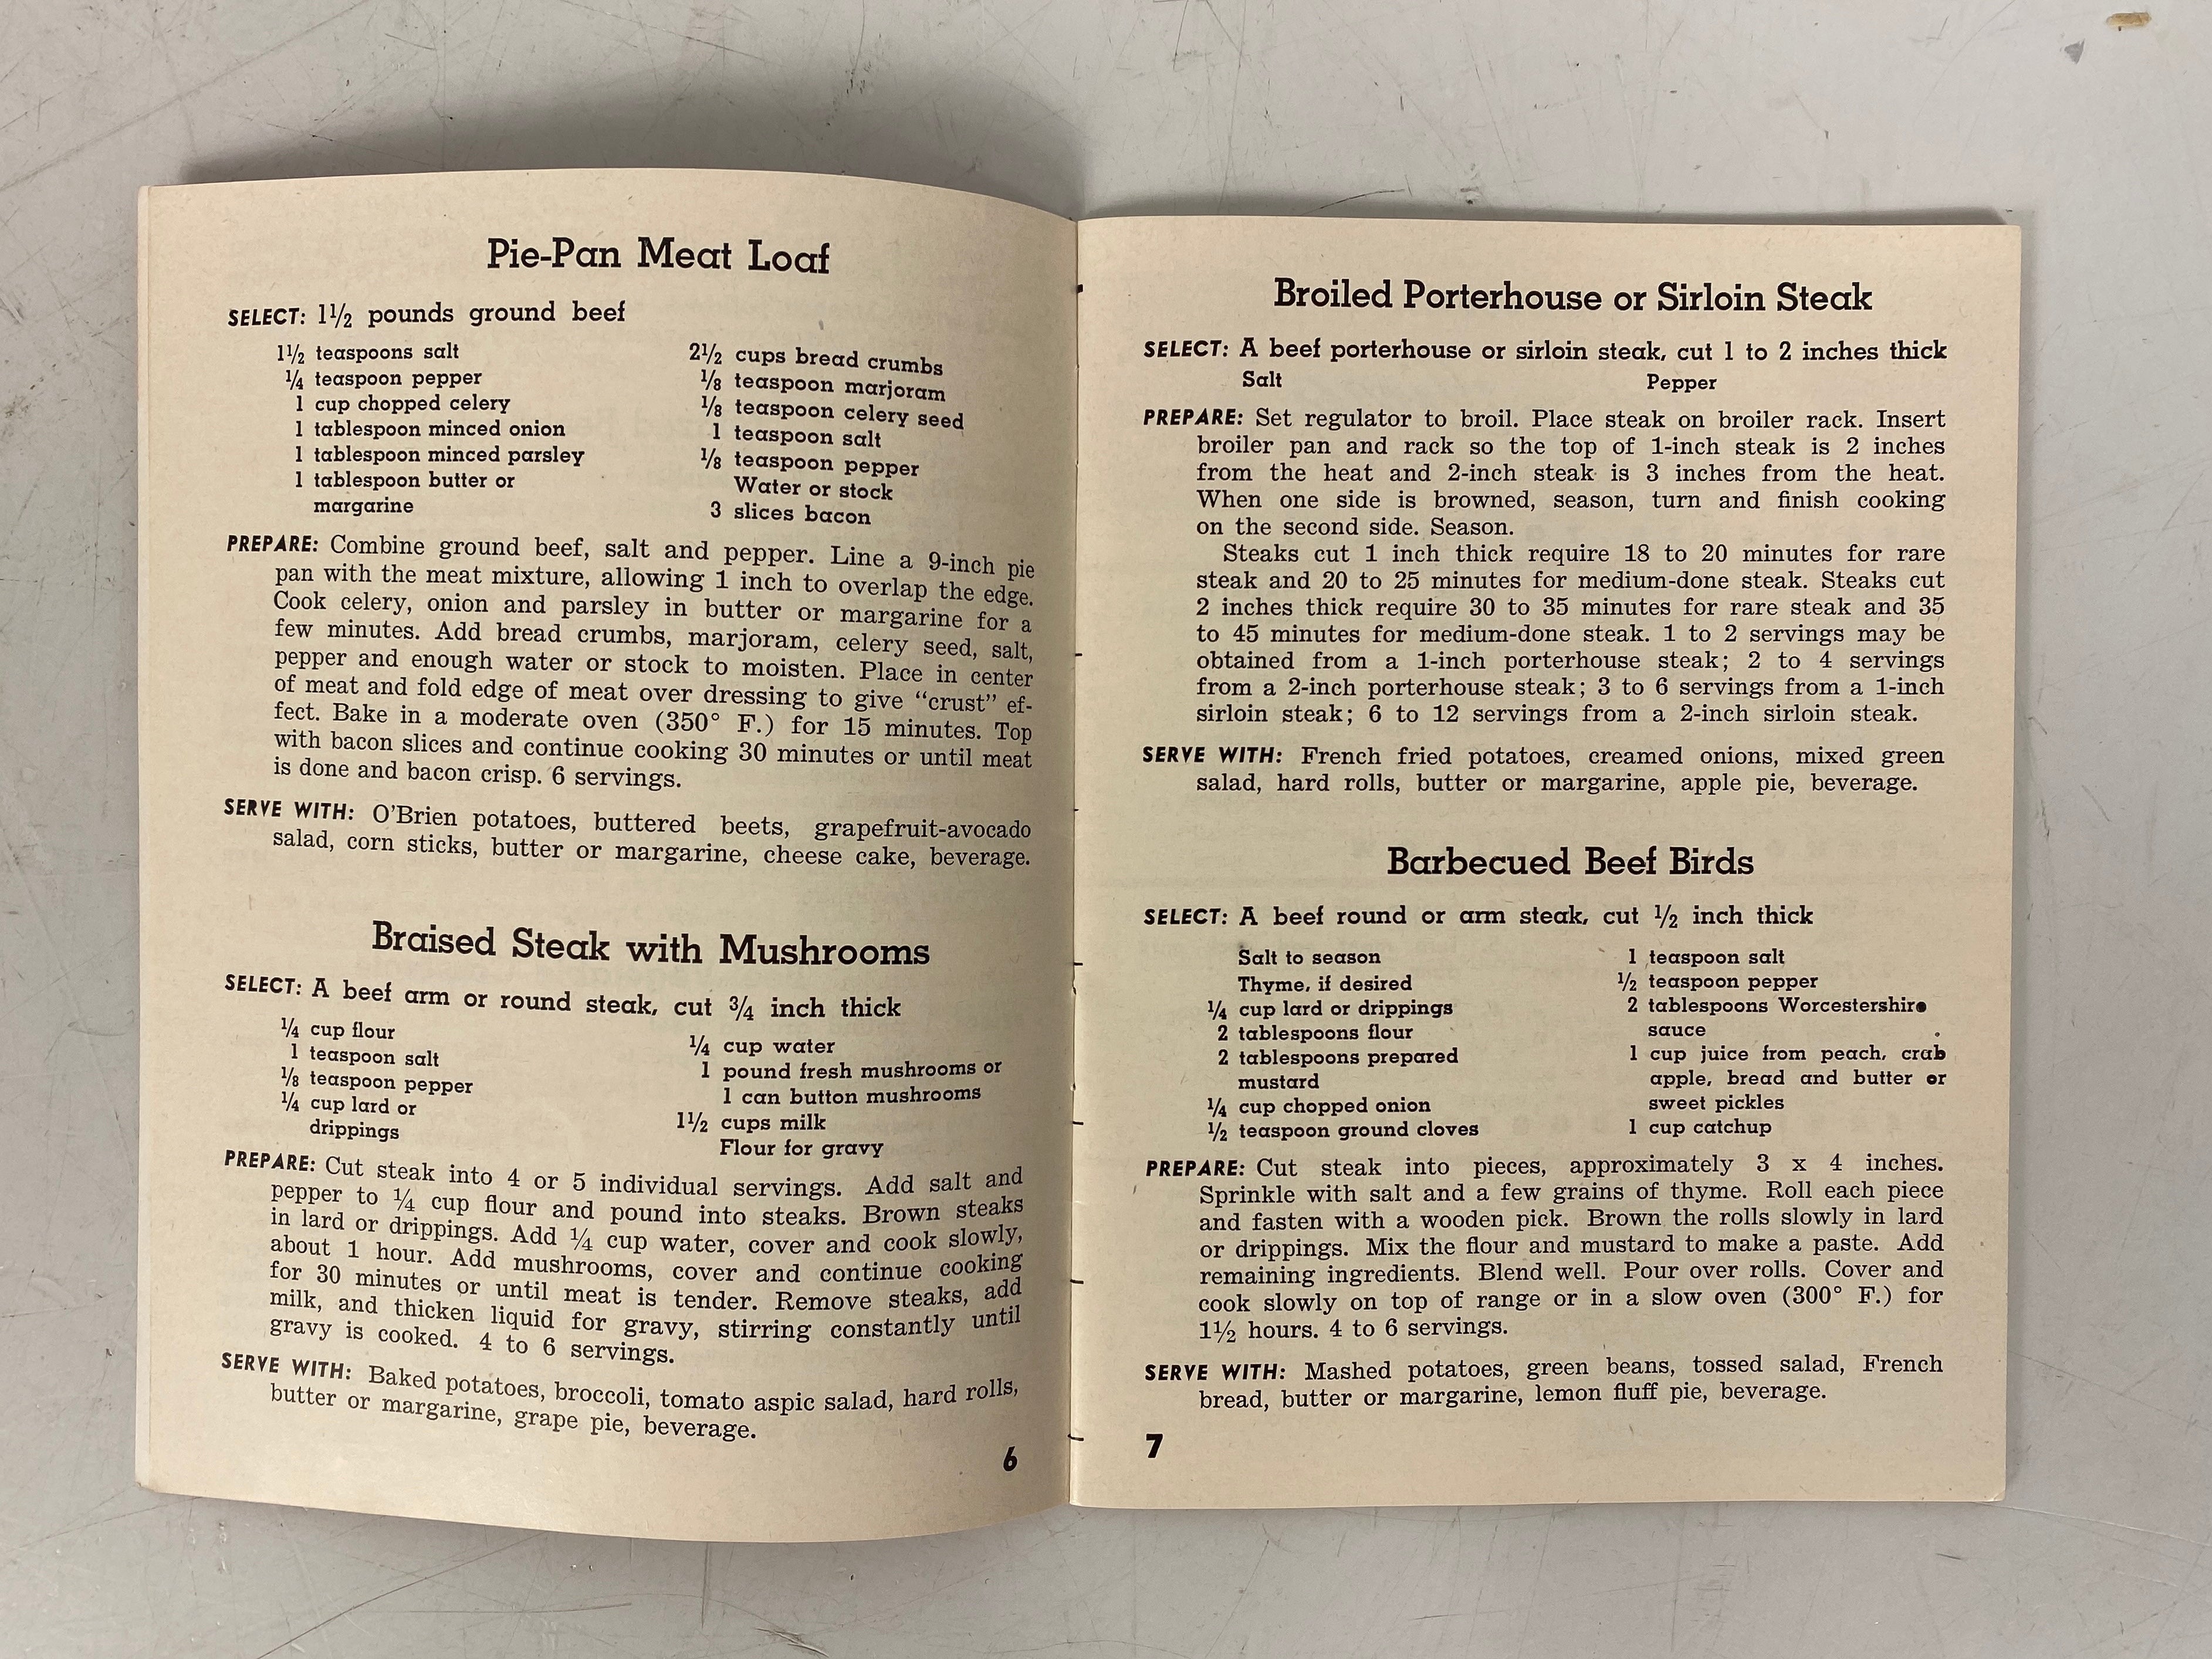 Pie-Pan Meat Loaf
SELECT: 1½ pounds ground beef
1½ teaspoons salt
¼ teaspoon pepper
1 cup chopped celery
1 tablespoon minced onion
1 tablespoon minced parsley
1 tablespoon butter or
margarine
2½ cups bread crumbs
⅛ teaspoon marjoram
⅛ teaspoon celery seed
1 teaspoon salt
⅛ teaspoon pepper
Water or stock
3 slices bacon
PREPARE: Combine ground beef, salt and pepper. Line a 9-inch pie
pan with the meat mixture, allowing 1 inch to overlap the edge.
Cook celery, onion and parsley in butter or margarine for a
few minutes. Add bread crumbs, marjoram, celery seed, salt,
pepper and enough water or stock to moisten. Place in center
of meat and fold edge of meat over dressing to give “crust” ef-
fect. Bake in a moderate oven (350° F.) for 15 minutes. Top
with bacon slices and continue cooking 30 minutes or until meat
is done and bacon crisp. 6 servings.
SERVE WITH: O’Brien potatoes, buttered beets, grapefruit-avocado
salad, corn sticks, butter or margarine, cheese cake, beverage.
Braised Steak with Mushrooms
SELECT: A beef arm or round steak, cut ¾ inch thick
¼ cup flour
1 teaspoon salt
⅛ teaspoon pepper
¼ cup lard or
drippings
¼ cup water
1 pound fresh mushrooms or
1 can button mushrooms
1½ cups milk
Flour for gravy
PREPARE: Cut steak into 4 or 5 individual servings. Add salt and
pepper to ¼ cup flour and pound into steaks. Brown steaks
in lard or drippings. Add ¼ cup water, cover and cook slowly,
about 1 hour. Add mushrooms, cover and continue cooking
for 30 minutes or until meat is tender. Remove steaks, add
milk, and thicken liquid for gravy, stirring constantly until
gravy is cooked. 4 to 6 servings.
SERVE WITH: Baked potatoes, broccoli, tomato aspic salad, hard rolls,
butter or margarine, grape pie, beverage.
6
Broiled Porterhouse or Sirloin Steak
SELECT: A beef porterhouse or sirloin steak, cut 1 to 2 inches thick
Salt Pepper
PREPARE: Set regulator to broil. Place steak on broiler rack. Insert
broiler pan and rack so the top of 1-inch steak is 2 inches
from the heat and 2-inch steak is 3 inches from the heat.
When one side is browned, season, turn and finish cooking
on the second side. Season.
Steaks cut 1 inch thick require 18 to 20 minutes for rare
steak and 20 to 25 minutes for medium-done steak. Steaks cut
2 inches thick require 30 to 35 minutes for rare steak and 35
to 45 minutes for medium-done steak. 1 to 2 servings may be
obtained from a 1-inch porterhouse steak; 2 to 4 servings
from a 2-inch porterhouse steak; 3 to 6 servings from a 1-inch
sirloin steak; 6 to 12 servings from a 2-inch sirloin steak.
SERVE WITH: French fried potatoes, creamed onions, mixed green
salad, hard rolls, butter or margarine, apple pie, beverage.
Barbecued Beef Birds
SELECT: A beef round or arm steak, cut ½ inch thick
Salt to season
Thyme, if desired
¼ cup lard or drippings
2 tablespoons flour
2 tablespoons prepared
mustard
¼ cup chopped onion
½ teaspoon ground cloves
1 teaspoon salt
½ teaspoon pepper
2 tablespoons Worcestershire
sauce
1 cup juice from peach, crab
apple, bread and butter or
sweet pickles
1 cup catchup
PREPARE: Cut steak into pieces, approximately 3 x 4 inches.
Sprinkle with salt and a few grains of thyme. Roll each piece
and fasten with a wooden pick. Brown the rolls slowly in lard
or drippings. Mix the flour and mustard to make a paste. Add
remaining ingredients. Blend well. Pour over rolls. Cover and
cook slowly on top of range or in a slow oven (300° F.) for
1½ hours. 4 to 6 servings.
SERVE WITH: Mashed potatoes, green beans, tossed salad, French
bread, butter or margarine, lemon fluff pie, beverage.
7